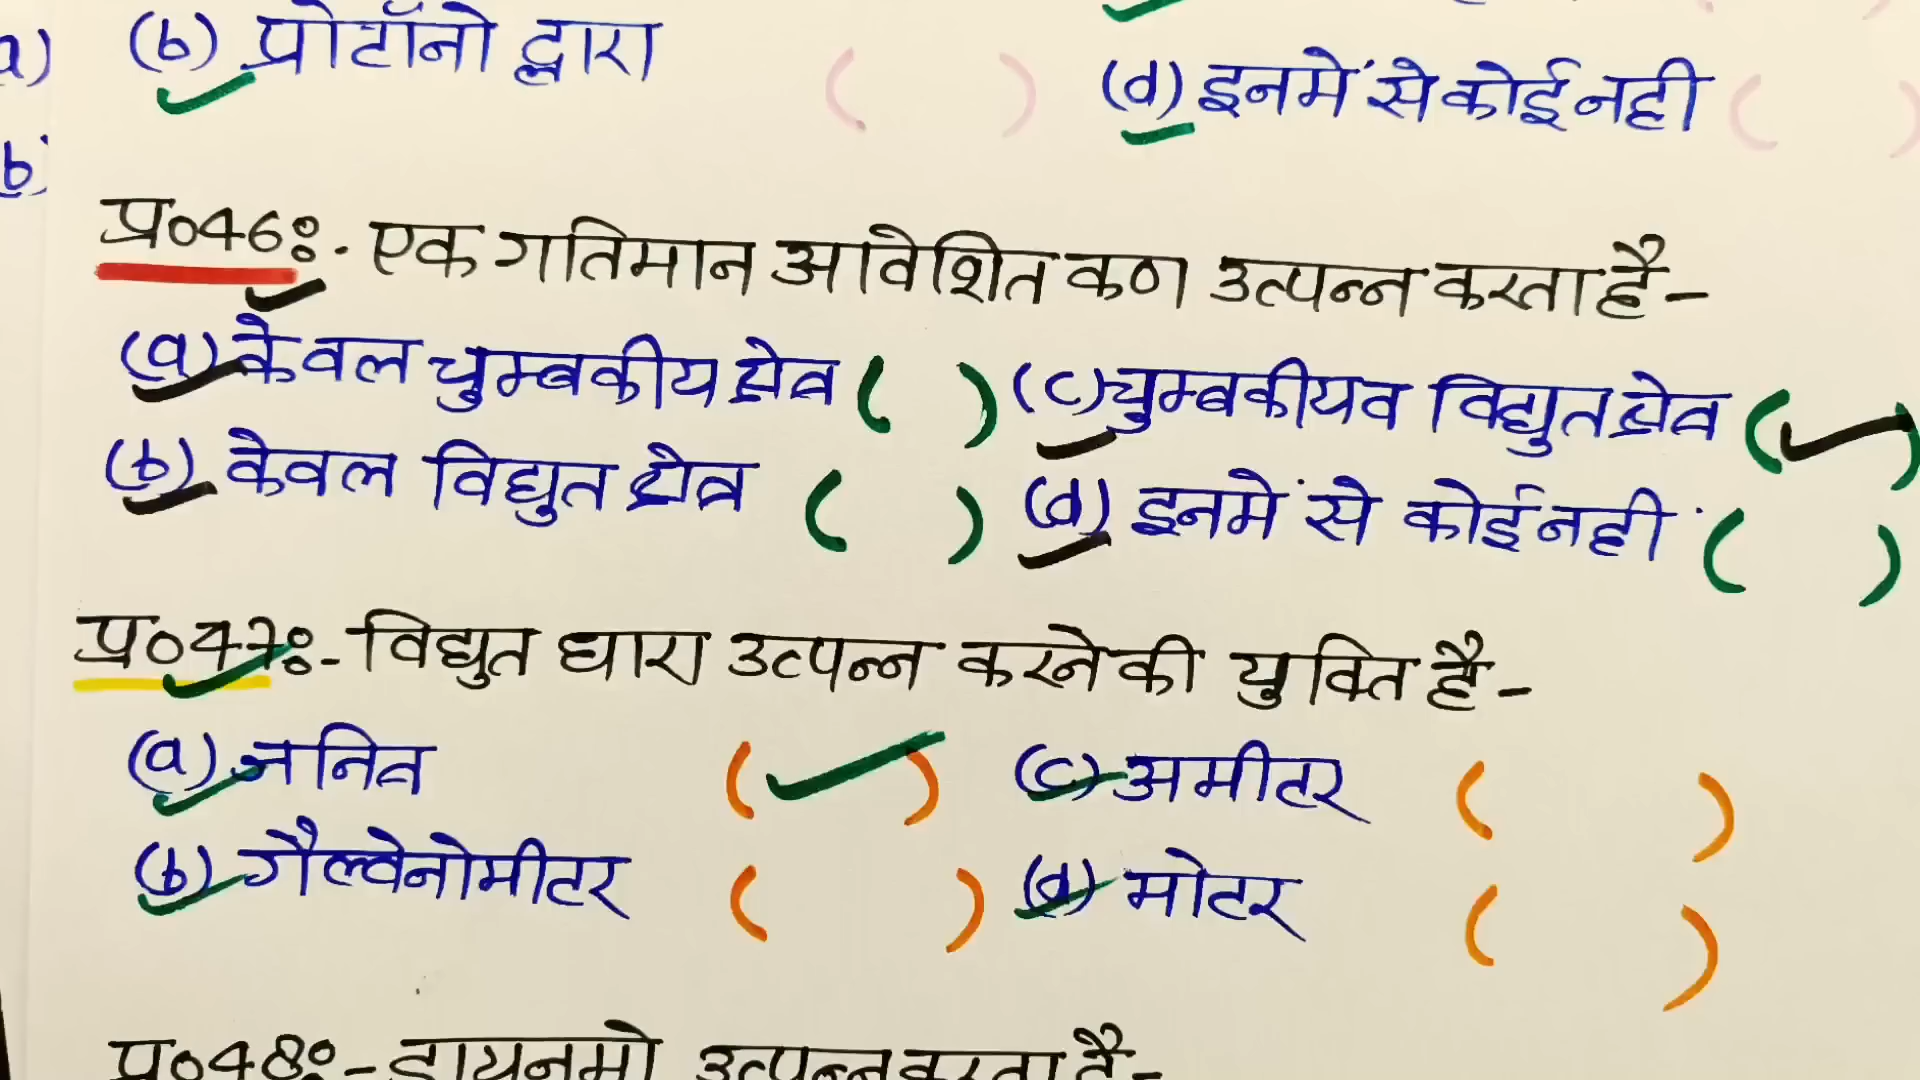 a) (b) प्रोटॉनो द्वारा ( ) (d) इनमें से कोई नही ( )
b
प्र०46:- एक गतिमान आवेशित कण उत्पन्न करता है-
(a) केवल चुम्बकीय क्षेत्र ( ) (c) चुम्बकीय व विद्युत क्षेत्र (✓)
(b) केवल विद्युत क्षेत्र ( ) (d) इनमें से कोई नही ( )
प्र०47:- विद्युत धारा उत्पन्न करने की युक्ति है-
(a) जनित्र (✓) (c) अमीटर ( )
(b) गैल्वेनोमीटर ( ) (d) मोटर ( )
प्र०48:- डायनमो उत्पन्न करता है-